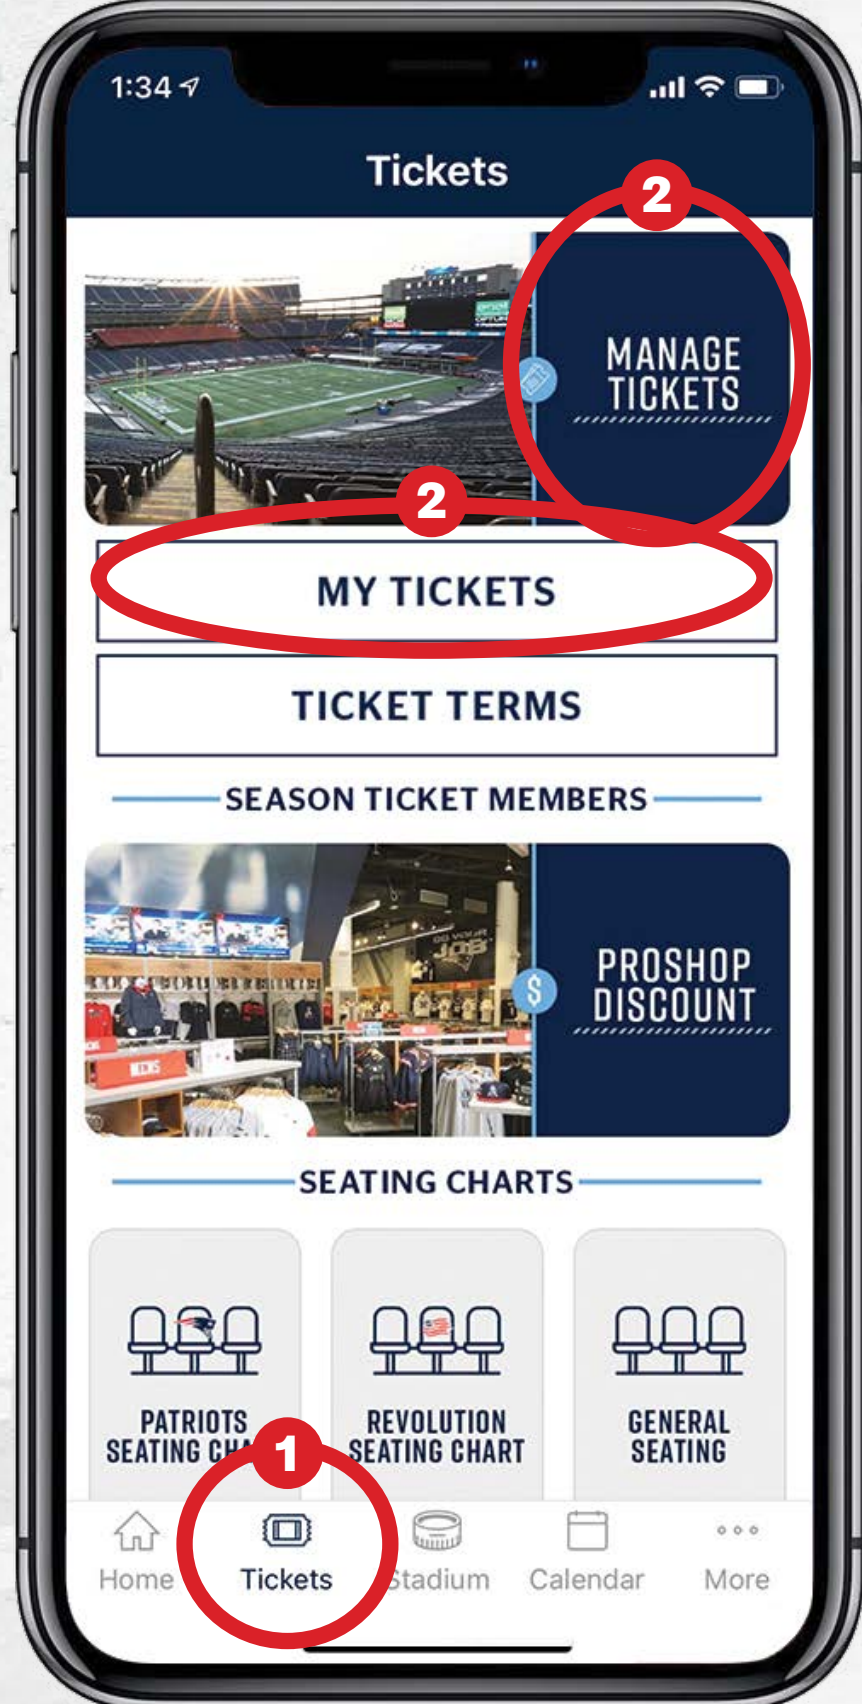 1:34
Tickets
2
MANAGE
TICKETS
2
MY TICKETS
TICKET TERMS
SEASON TICKET MEMBERS
PROSHOP
DISCOUNT
$
MENS
SEATING CHARTS
PATRIOTS
SEATING
REVOLUTION
SEATING CHART
GENERAL
SEATING
1
Home
Tickets
Stadium
Calendar
More